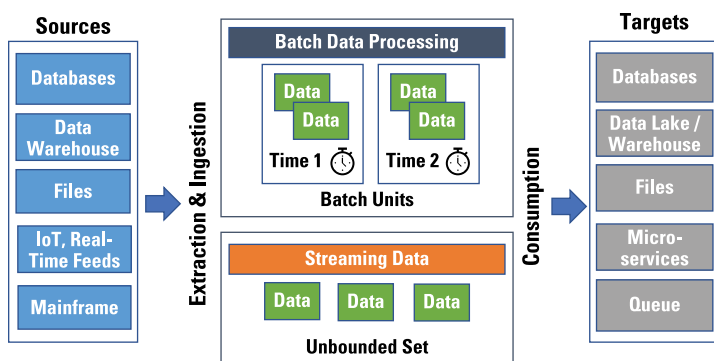 Sources
Databases
Data
Warehouse
Files
IoT, Real-
Time Feeds
Mainframe
Extraction & Ingestion
Batch Data Processing
Data
Data
Time 1
Data
Data
Time 2
Batch Units
Streaming Data
Data
Data
Data
Unbounded Set
Consumption
Targets
Databases
Data Lake /
Warehouse
Files
Micro-
services
Queue